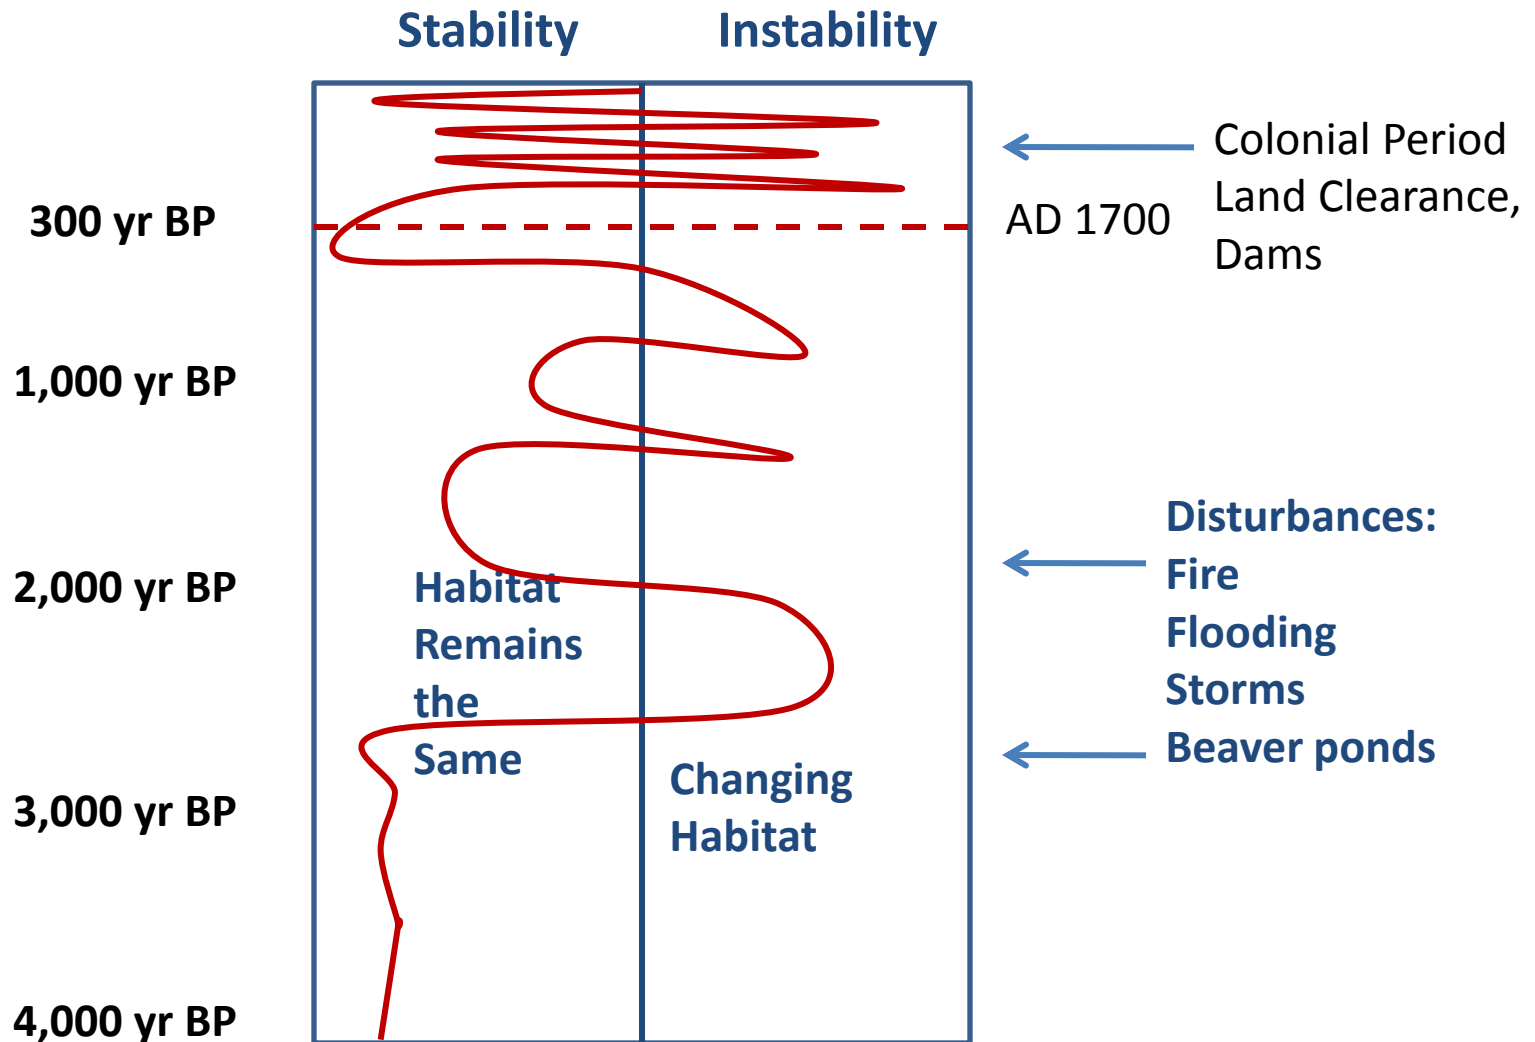 Stability
Instability
300 yr BP
AD 1700
Colonial Period
Land Clearance,
Dams
1,000 yr BP
2,000 yr BP
Habitat
Remains
the
Same
Disturbances:
Fire
Flooding
Storms
Beaver ponds
Changing
Habitat
3,000 yr BP
4,000 yr BP